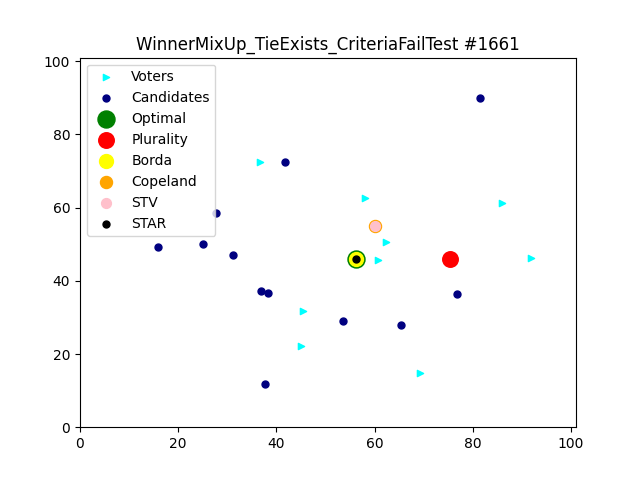 WinnerMixUp_TieExists_CriteriaFailTest #1661
Voters
Candidates
Optimal
Plurality
Borda
Copeland
STV
STAR
100
80
60
40
20
0
0 20 40 60 80 100